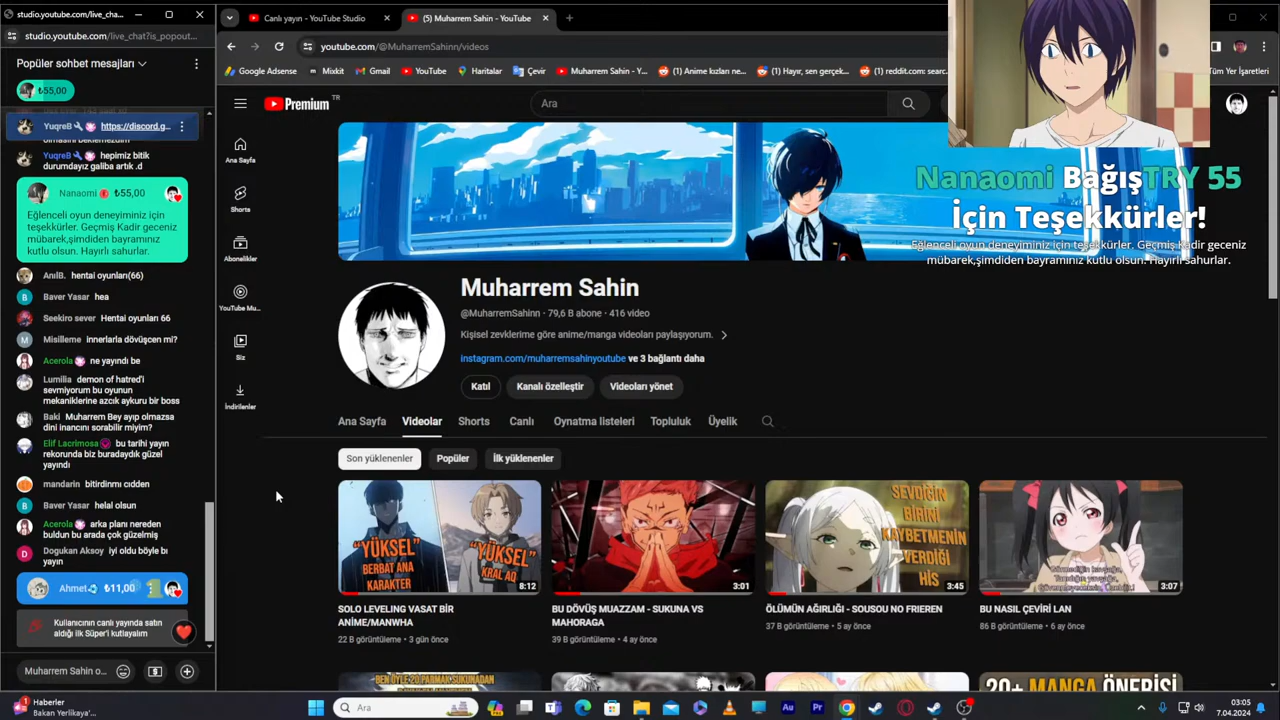 studio.youtube.com/live_cha...
Canlı yayın - YouTube Studio
(5) Muharrem Sahin - YouTube
studio.youtube.com/live_chat?is_popout...
youtube.com/@MuharremSahinn/videos
Popüler sohbet mesajları
Google Adsense
Mixkit
Gmail
YouTube
Haritalar
Çevir
Muharrem Sahin - Y...
(1) Anime kızları ne...
(1) Hayır, sen gerçek...
(1) reddit.com: searc...
Tüm Yer İşaretleri
₺55,00
Premium TR
Ara
YuqreB https://discord.g...
YuqreB hepimiz bitik
durumdayız galiba artık .d
Nanaomi ₺55,00
Eğlenceli oyun deneyiminiz için
teşekkürler. Geçmiş Kadir geceniz
mübarek,şimdiden bayramınız
kutlu olsun. Hayırlı sahurlar.
AnılB. hentai oyunları(66)
Baver Yasar hea
Seekiro sever Hentai oyunları 66
Misilleme innerlarla dövüşcen mi?
Acerola ne yayındı be
Lumilia demon of hatred'i
sevmiyorum bu oyunun
mekaniklerine azcık aykuru bir boss
Baki Muharrem Bey ayıp olmazsa
dini inancını sorabilir miyim?
Elif Lacrimosa bu tarihi yayın
rekorunda biz buradaydık güzel
yayındı
mandarin bitirdinmı cıdden
Baver Yasar helal olsun
Acerola arka planı nereden
buldun bu arada çok güzelmiş
Dogukan Aksoy iyi oldu böyle bı
yayın
Ahmet ₺11,00
Kullanıcının canlı yayında satın
aldığı ilk Süper'i kutlayalım
Muharrem Sahin o...
Ana Sayfa
Shorts
Abonelikler
YouTube Mu...
Siz
İndirilenler
Nanaomi BağışTRY 55
İçin Teşekkürler!
Eğlenceli oyun deneyiminiz için teşekkürler. Geçmiş Kadir geceniz
mübarek,şimdiden bayramınız kutlu olsun. Hayırlı sahurlar.
Muharrem Sahin
@MuharremSahinn · 79,6 B abone · 416 video
Kişisel zevklerime göre anime/manga videoları paylaşıyorum.
instagram.com/muharremsahinyoutube ve 3 bağlantı daha
Katıl
Kanalı özelleştir
Videoları yönet
Ana Sayfa
Videolar
Shorts
Canlı
Oynatma listeleri
Topluluk
Üyelik
Son yüklenenler
Popüler
İlk yüklenenler
"YÜKSEL"
BERBAT ANA
KARAKTER
"YÜKSEL"
KRAL AQ
8:12
3:01
SEVDİĞİN
BİRİNİ
KAYBETMENİN
VERDİĞİ
HİS
3:45
3:07
SOLO LEVELING VASAT BİR
ANİME/MANWHA
22 B görüntüleme · 3 gün önce
BU DÖVÜŞ MUAZZAM - SUKUNA VS
MAHORAGA
39 B görüntüleme · 4 ay önce
ÖLÜMÜN AĞIRLIĞI - SOUSOU NO FRIEREN
37 B görüntüleme · 5 ay önce
BU NASIL ÇEVİRİ LAN
86 B görüntüleme · 6 ay önce
BEN ÖYLE 20 PARMAK SUKUNADAN
20+ MANGA ÖNERİSİ
1
Haberler
Bakan Yerlikaya's'...
Ara
Au
Pr
03:05
7.04.2024